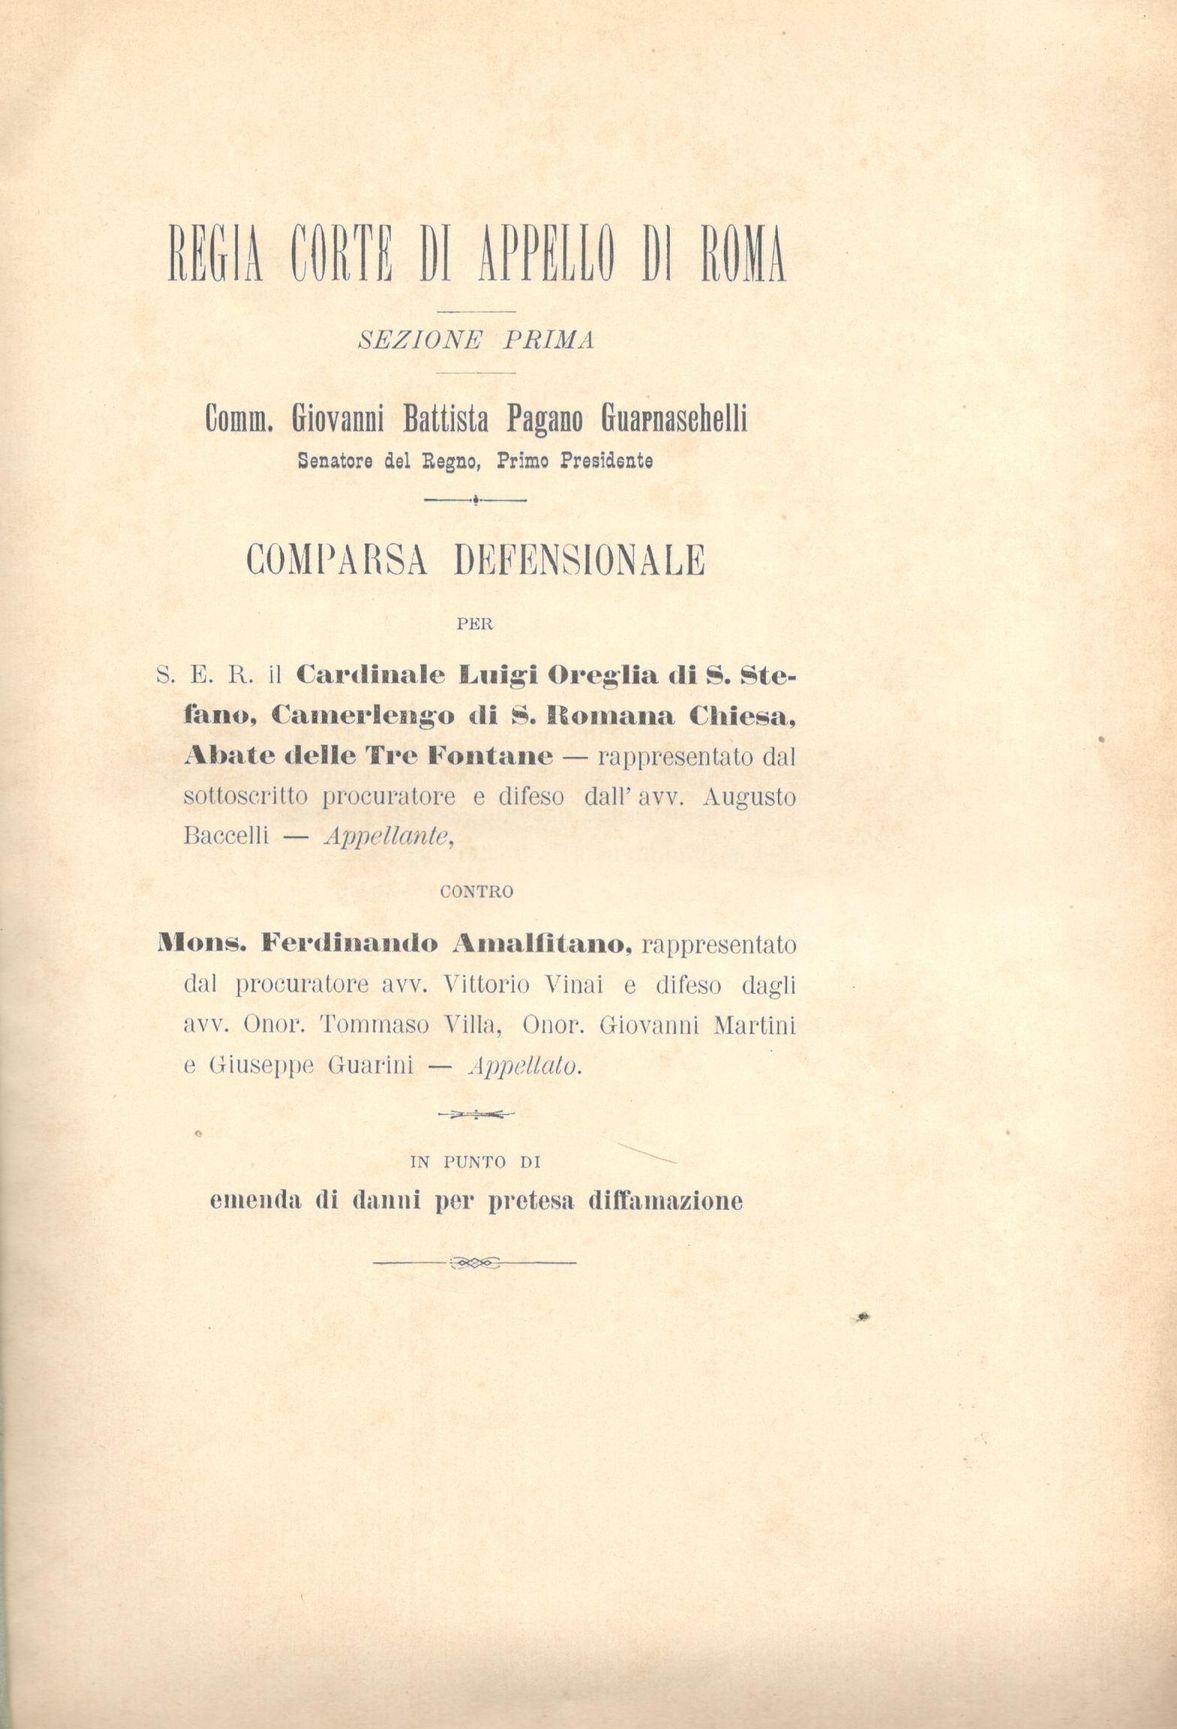 REGIA CORTE DI APPELLO DI ROMA
SEZIONE PRIMA
Comm. Giovanni Battista Pagano Guarnaschelli
Senatore del Regno, Primo Presidente
COMPARSA DEFENSIONALE
PER
S. E. R. il Cardinale Luigi Oreglia di S. Ste-
fano, Camerlengo di S. Romana Chiesa,
Abate delle Tre Fontane — rappresentato dal
sottoscritto procuratore e difeso dall' avv. Augusto
Baccelli — Appellante,
CONTRO
Mons. Ferdinando Amalfitano, rappresentato
dal procuratore avv. Vittorio Vinai e difeso dagli
avv. Onor. Tommaso Villa, Onor. Giovanni Martini
e Giuseppe Guarini — Appellato.
IN PUNTO DI
emenda di danni per pretesa diffamazione